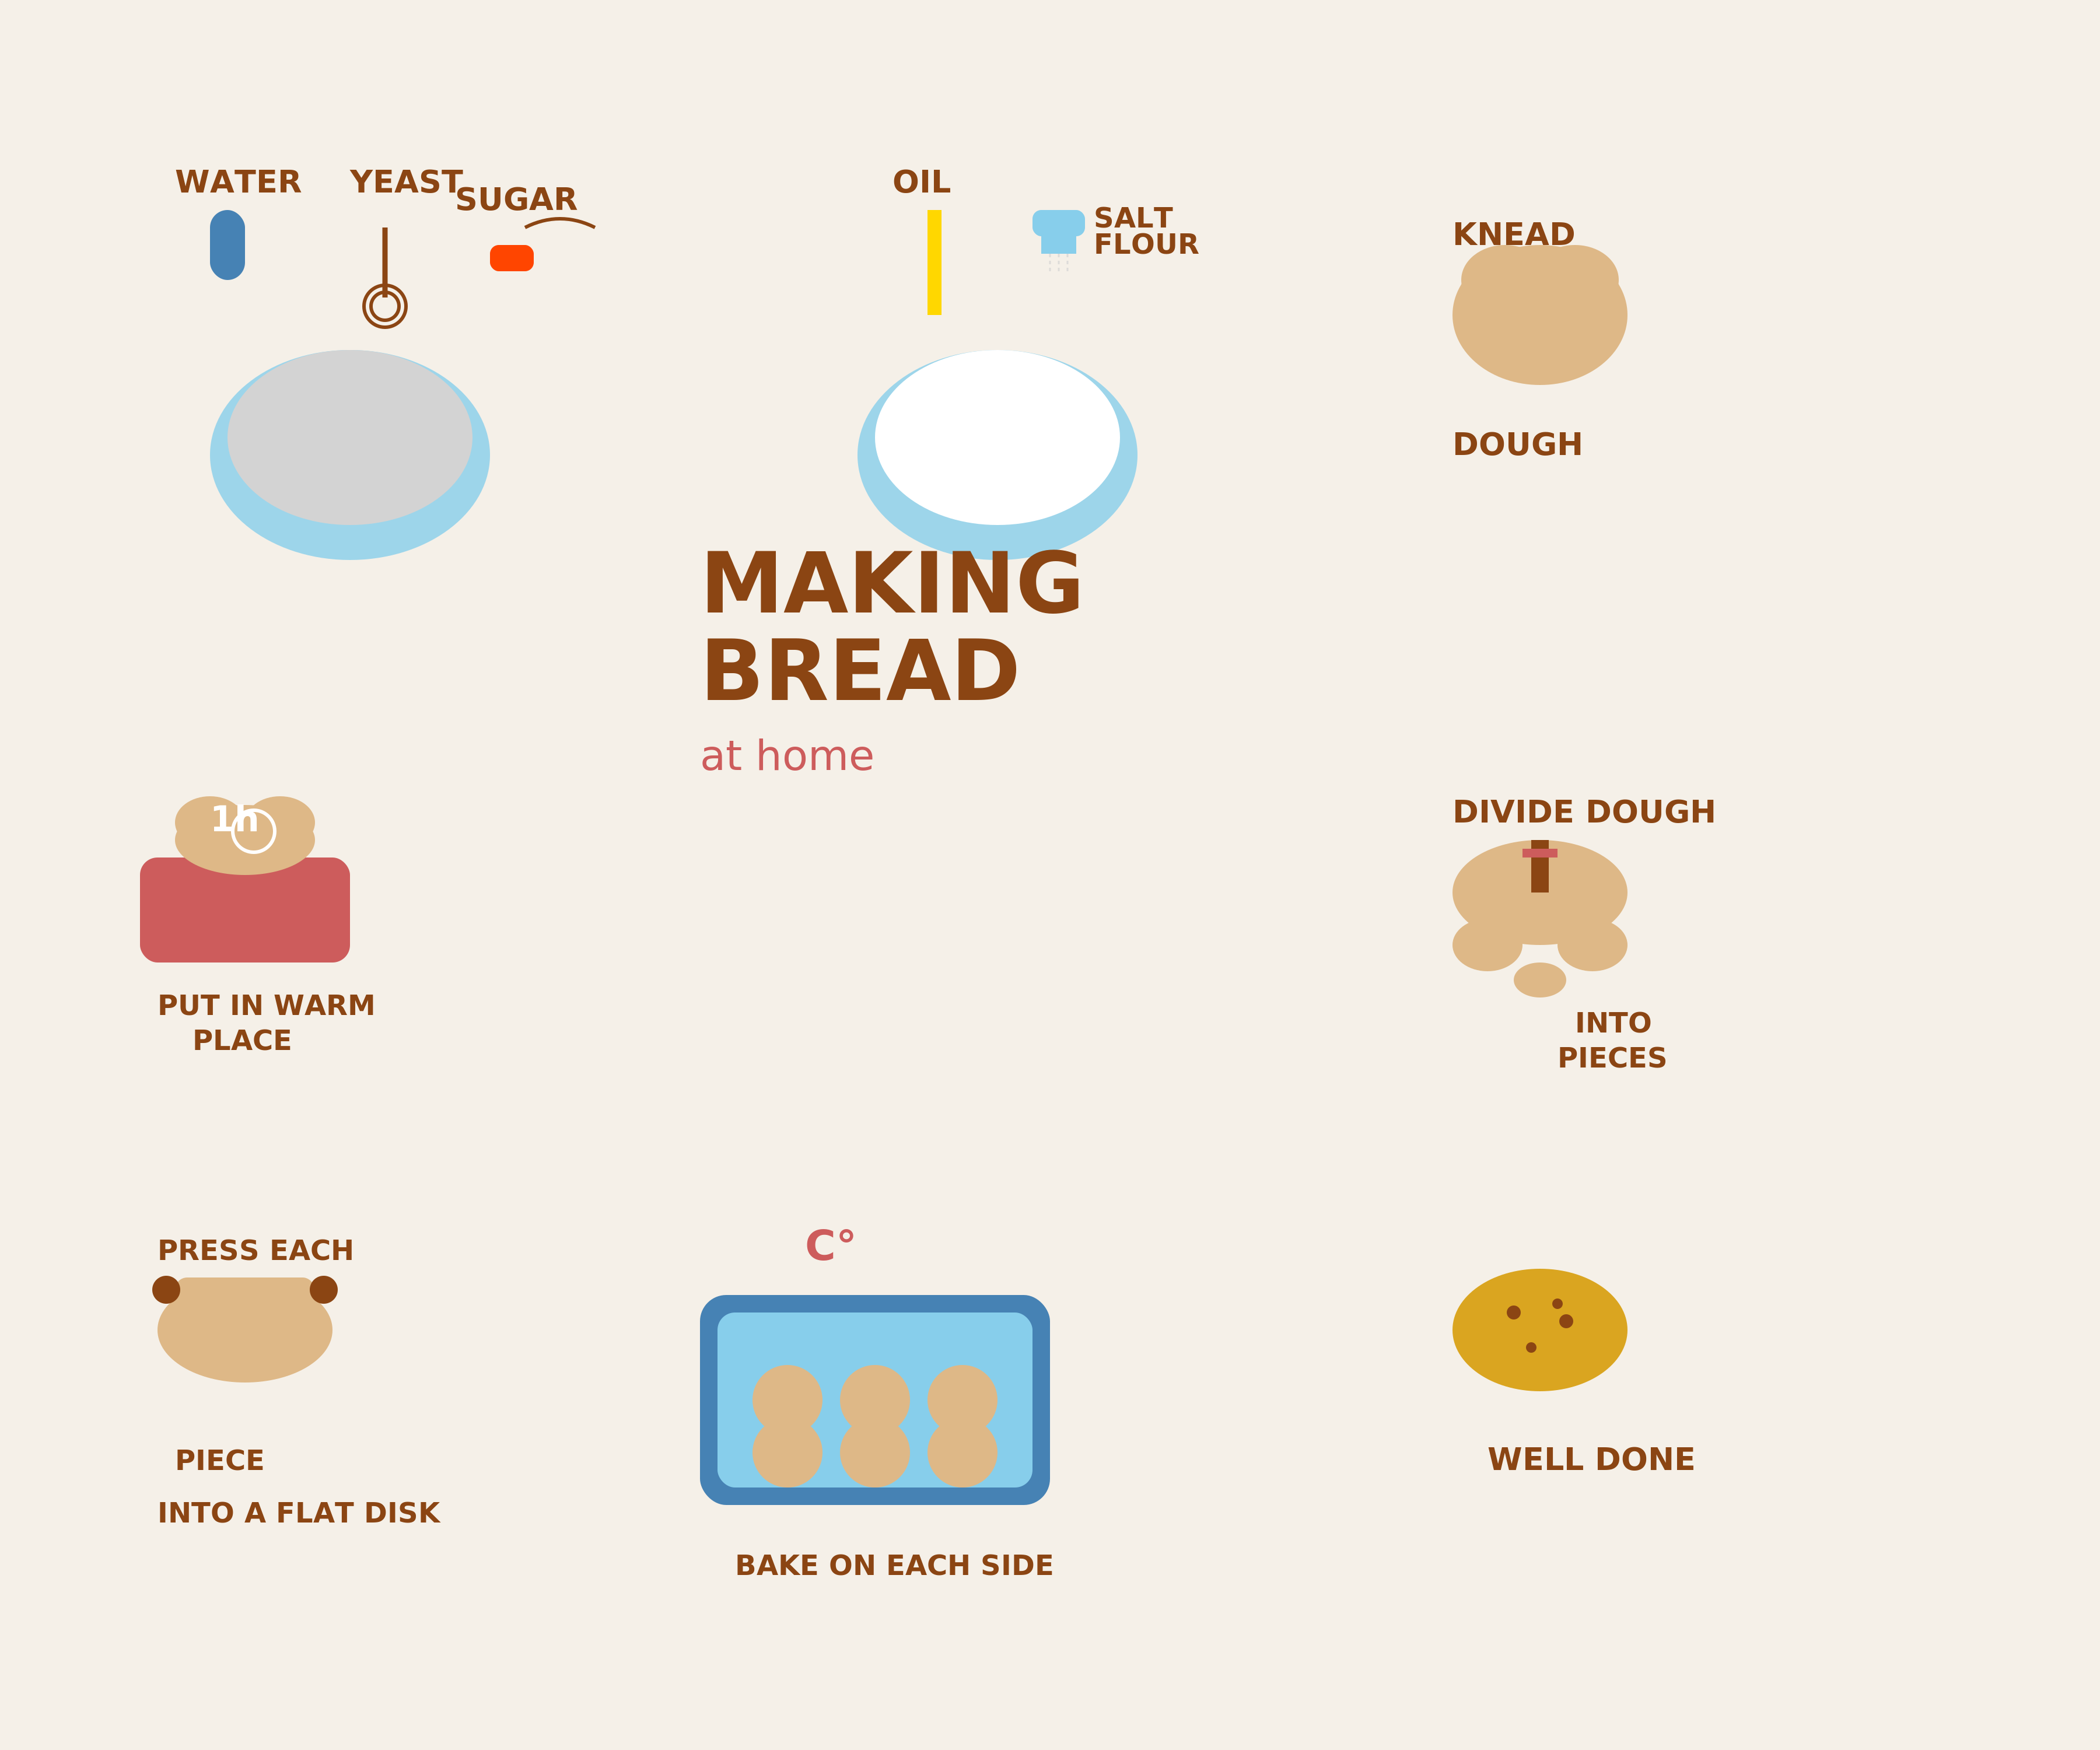 WATER
YEAST
SUGAR
OIL
SALT
FLOUR
KNEAD
DOUGH
MAKING
BREAD
at home
1h
PUT IN WARM
PLACE
DIVIDE DOUGH
INTO
PIECES
PRESS EACH
PIECE
INTO A FLAT DISK
C°
BAKE ON EACH SIDE
WELL DONE